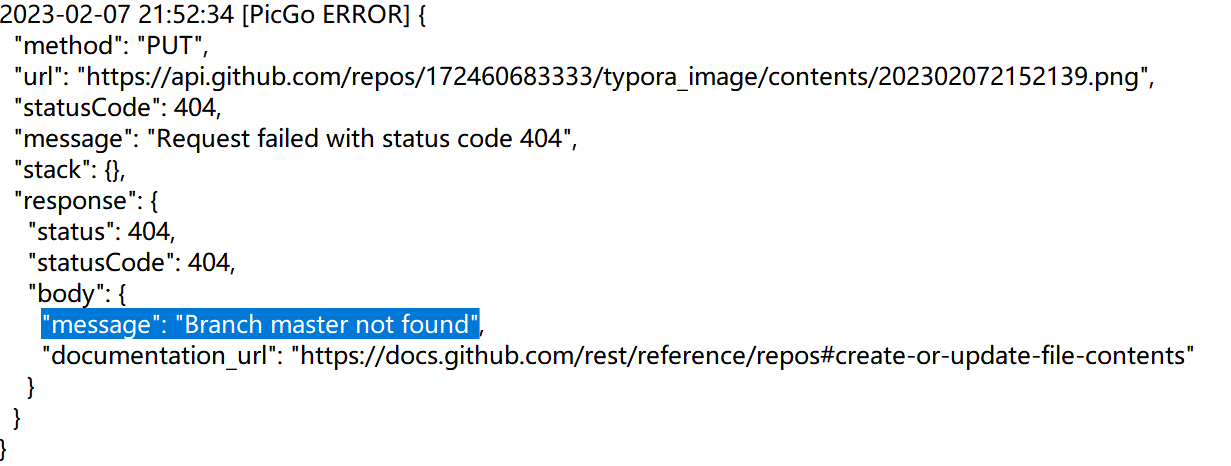 2023-02-07 21:52:34 [PicGo ERROR] {
"method": "PUT",
"url": "https://api.github.com/repos/172460683333/typora_image/contents/202302072152139.png",
"statusCode": 404,
"message": "Request failed with status code 404",
"stack": {},
"response": {
"status": 404,
"statusCode": 404,
"body": {
"message": "Branch master not found",
"documentation_url": "https://docs.github.com/rest/reference/repos#create-or-update-file-contents"
}
}
}